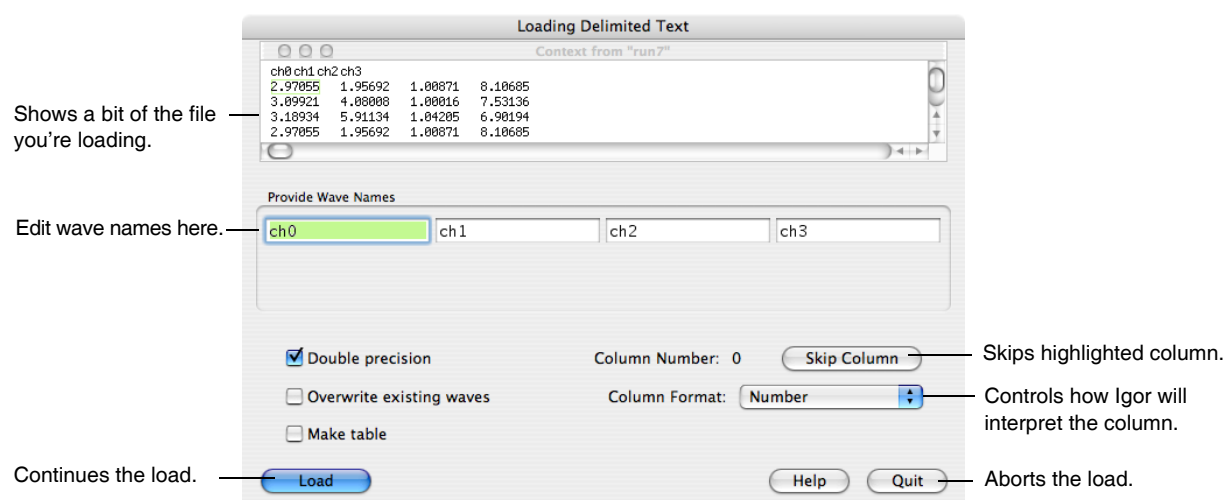 Loading Delimited Text
Context from "run7"
ch0 ch1 ch2 ch3
2.97055 1.95692 1.00871 8.10685
3.09921 4.08008 1.00016 7.53136
3.18934 5.91134 1.04205 6.90194
2.97055 1.95692 1.00871 8.10685
Shows a bit of the file
you're loading.
Provide Wave Names
Edit wave names here.
ch0 ch1 ch2 ch3
Double precision Column Number: 0 Skip Column
Skips highlighted column.
Overwrite existing waves Column Format: Number
Controls how Igor will
interpret the column.
Make table
Continues the load.
Load Help Quit
Aborts the load.